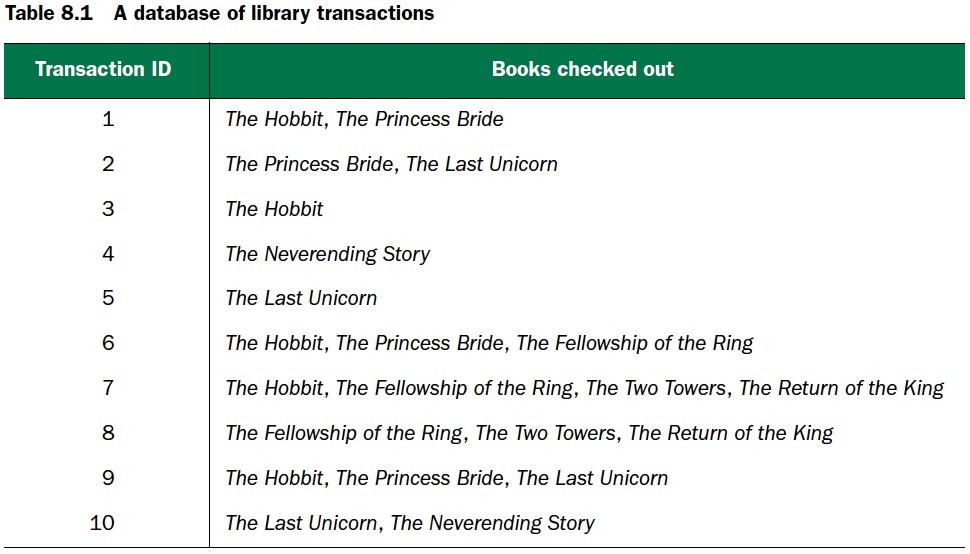 Table 8.1 A database of library transactions
Transaction ID Books checked out
1 The Hobbit, The Princess Bride
2 The Princess Bride, The Last Unicorn
3 The Hobbit
4 The Neverending Story
5 The Last Unicorn
6 The Hobbit, The Princess Bride, The Fellowship of the Ring
7 The Hobbit, The Fellowship of the Ring, The Two Towers, The Return of the King
8 The Fellowship of the Ring, The Two Towers, The Return of the King
9 The Hobbit, The Princess Bride, The Last Unicorn
10 The Last Unicorn, The Neverending Story